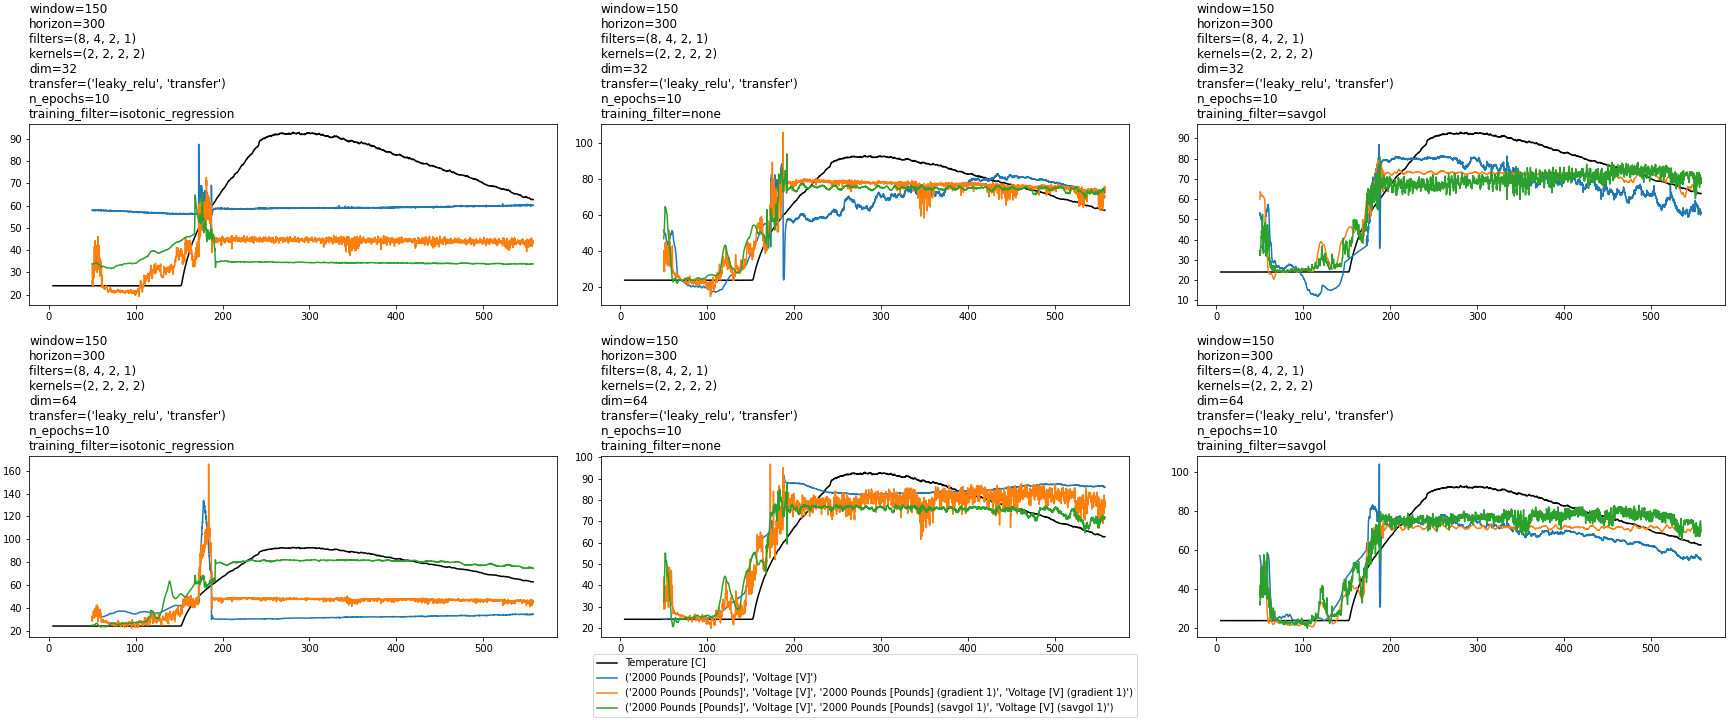 window=150
horizon=300
filters=(8, 4, 2, 1)
kernels=(2, 2, 2, 2)
dim=32
transfer=('leaky_relu', 'transfer')
n_epochs=10
training_filter=isotonic_regression
90
80
70
60
50
40
30
20
0
100
200
300
400
500
window=150
horizon=300
filters=(8, 4, 2, 1)
kernels=(2, 2, 2, 2)
dim=32
transfer=('leaky_relu', 'transfer')
n_epochs=10
training_filter=none
100
80
60
40
20
0
100
200
300
400
500
window=150
horizon=300
filters=(8, 4, 2, 1)
kernels=(2, 2, 2, 2)
dim=32
transfer=('leaky_relu', 'transfer')
n_epochs=10
training_filter=savgol
90
80
70
60
50
40
30
20
10
0
100
200
300
400
500
window=150
horizon=300
filters=(8, 4, 2, 1)
kernels=(2, 2, 2, 2)
dim=64
transfer=('leaky_relu', 'transfer')
n_epochs=10
training_filter=isotonic_regression
160
140
120
100
80
60
40
20
0
100
200
300
400
500
window=150
horizon=300
filters=(8, 4, 2, 1)
kernels=(2, 2, 2, 2)
dim=64
transfer=('leaky_relu', 'transfer')
n_epochs=10
training_filter=none
100
90
80
70
60
50
40
30
20
0
100
200
300
400
500
window=150
horizon=300
filters=(8, 4, 2, 1)
kernels=(2, 2, 2, 2)
dim=64
transfer=('leaky_relu', 'transfer')
n_epochs=10
training_filter=savgol
100
80
60
40
20
0
100
200
300
400
500
Temperature [C]
('2000 Pounds [Pounds]', 'Voltage [V]')
('2000 Pounds [Pounds]', 'Voltage [V]', '2000 Pounds [Pounds] (gradient 1)', 'Voltage [V] (gradient 1)')
('2000 Pounds [Pounds]', 'Voltage [V]', '2000 Pounds [Pounds] (savgol 1)', 'Voltage [V] (savgol 1)')